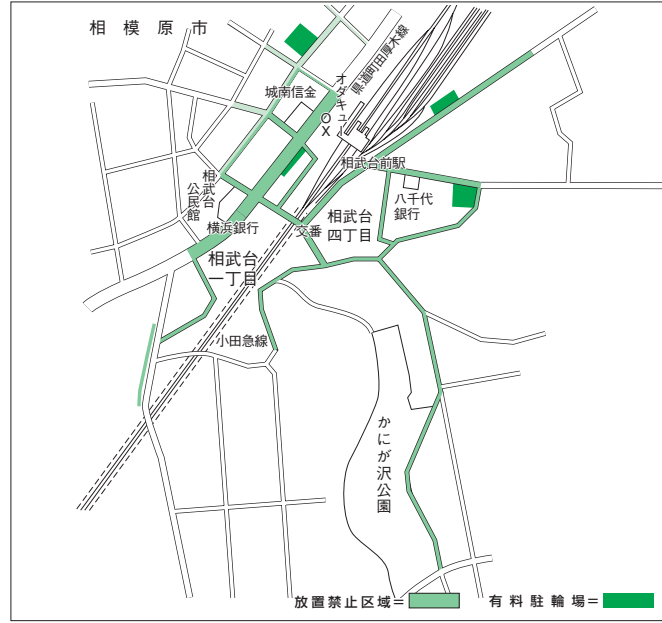 相模原市
城南信金
オダキューOX
県道町田厚木線
相武台前駅
相武台
公民館
八千代
銀行
横浜銀行
交番
相武台
四丁目
相武台
一丁目
小田急線
かにが沢公園
放置禁止区域=
有料駐輪場=